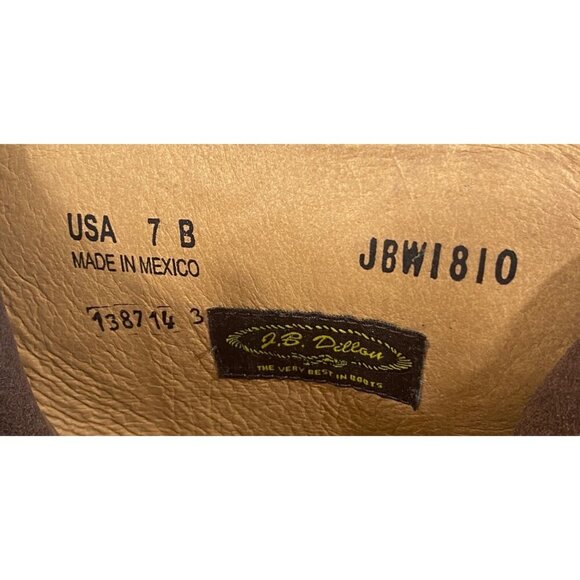 USA 7 B
MADE IN MEXICO
JBW1810
138714 3
J.B. Dillon
THE VERY BEST IN BOOTS